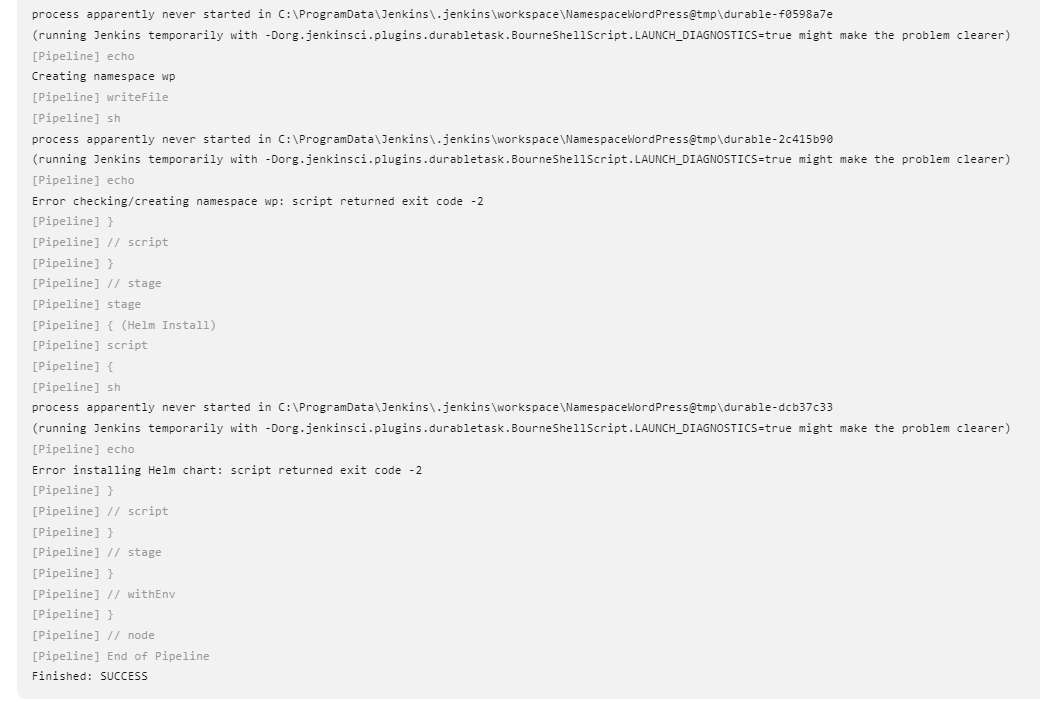 process apparently never started in C:\ProgramData\Jenkins\.jenkins\workspace\NamespaceWordPress@tmp\durable-f0598a7e
(running Jenkins temporarily with -Dorg.jenkinsci.plugins.durabletask.BourneShellScript.LAUNCH_DIAGNOSTICS=true might make the problem clearer)
[Pipeline] echo
Creating namespace wp
[Pipeline] writeFile
[Pipeline] sh
process apparently never started in C:\ProgramData\Jenkins\.jenkins\workspace\NamespaceWordPress@tmp\durable-2c415b90
(running Jenkins temporarily with -Dorg.jenkinsci.plugins.durabletask.BourneShellScript.LAUNCH_DIAGNOSTICS=true might make the problem clearer)
[Pipeline] echo
Error checking/creating namespace wp: script returned exit code -2
[Pipeline] }
[Pipeline] // script
[Pipeline] }
[Pipeline] // stage
[Pipeline] stage
[Pipeline] { (Helm Install)
[Pipeline] script
[Pipeline] {
[Pipeline] sh
process apparently never started in C:\ProgramData\Jenkins\.jenkins\workspace\NamespaceWordPress@tmp\durable-dcb37c33
(running Jenkins temporarily with -Dorg.jenkinsci.plugins.durabletask.BourneShellScript.LAUNCH_DIAGNOSTICS=true might make the problem clearer)
[Pipeline] echo
Error installing Helm chart: script returned exit code -2
[Pipeline] }
[Pipeline] // script
[Pipeline] }
[Pipeline] // stage
[Pipeline] }
[Pipeline] // withEnv
[Pipeline] }
[Pipeline] // node
[Pipeline] End of Pipeline
Finished: SUCCESS